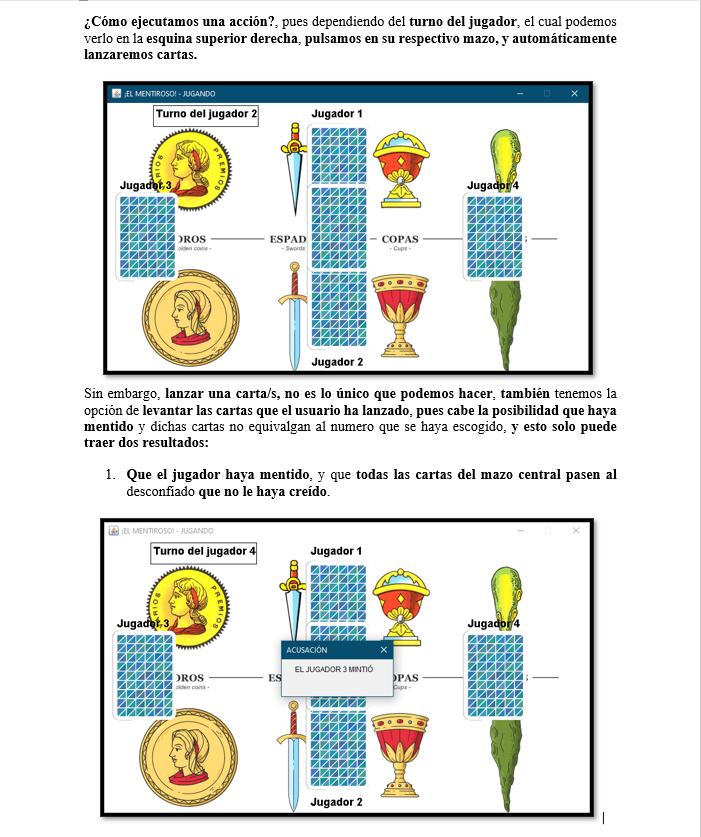 ¿Cómo ejecutamos una acción?, pues dependiendo del turno del jugador, el cual podemos
verlo en la esquina superior derecha, pulsamos en su respectivo mazo, y automáticamente
lanzaremos cartas.
¡EL MENTIROSO! - JUGANDO
Turno del jugador 2
Jugador 1
PREMIOS
RIOS
Jugador 3
Jugador 4
OROS
olden coins -
ESPAD
- Swords
COPAS
- Cups -
Jugador 2
Sin embargo, lanzar una carta/s, no es lo único que podemos hacer, también tenemos la
opción de levantar las cartas que el usuario ha lanzado, pues cabe la posibilidad que haya
mentido y dichas cartas no equivalgan al numero que se haya escogido, y esto solo puede
traer dos resultados:
1. Que el jugador haya mentido, y que todas las cartas del mazo central pasen al
desconfiado que no le haya creído.
¡EL MENTIROSO! - JUGANDO
Turno del jugador 4
Jugador 1
PREMIOS
RIOS
Jugador 3
Jugador 4
ACUSACIÓN
EL JUGADOR 3 MINTIÓ
OROS
olden coins -
ES
OPAS
Cups -
Jugador 2